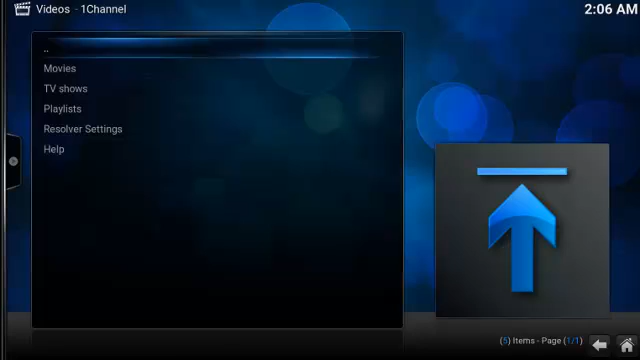 Videos - 1Channel
2:06 AM
..
Movies
TV shows
Playlists
Resolver Settings
Help
(5) Items - Page (1/1)